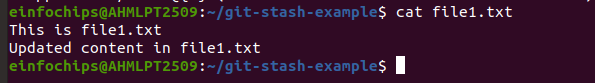 einfochips@AHMLPT2509:~/git-stash-example$ cat file1.txt
This is file1.txt
Updated content in file1.txt
einfochips@AHMLPT2509:~/git-stash-example$